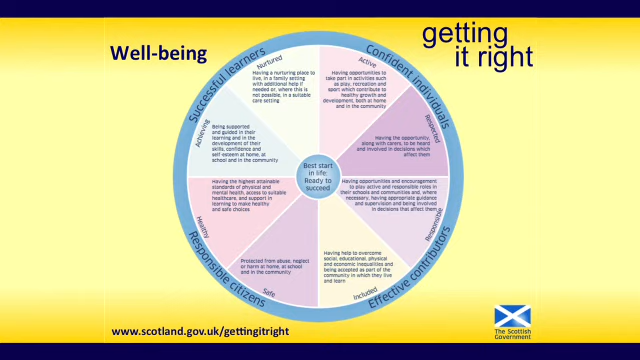 getting
it right
Well-being
Successful learners
Confident individuals
Effective contributors
Responsible citizens
Nurtured
Having a nurturing place to
live, in a family setting
with additional help if
needed or, where this is
not possible, in a suitable
care setting
Active
Having opportunities to
take part in activities such
as play, recreation and
sport which contribute to
healthy growth and
development, both at home
and in the community
Respected
Having the opportunity,
along with carers, to be heard
and involved in decisions which
affect them
Responsible
Having opportunities and encouragement
to play active and responsible roles in
their schools and communities and, where
necessary, having appropriate guidance
and supervision and being involved
in decisions that affect them
Included
Having help to overcome
social, educational, physical
and economic inequalities and
being accepted as part of the
community in which they live
and learn
Safe
Protected from abuse, neglect
or harm at home, at school
and in the community
Healthy
Having the highest attainable
standards of physical and
mental health, access to suitable
healthcare, and support in
learning to make healthy
and safe choices
Achieving
Being supported
and guided in their
learning and in the
development of their
skills, confidence and
self-esteem at home, at
school and in the community
Best start
in life:
Ready to
succeed
www.scotland.gov.uk/gettingitright
The Scottish
Government